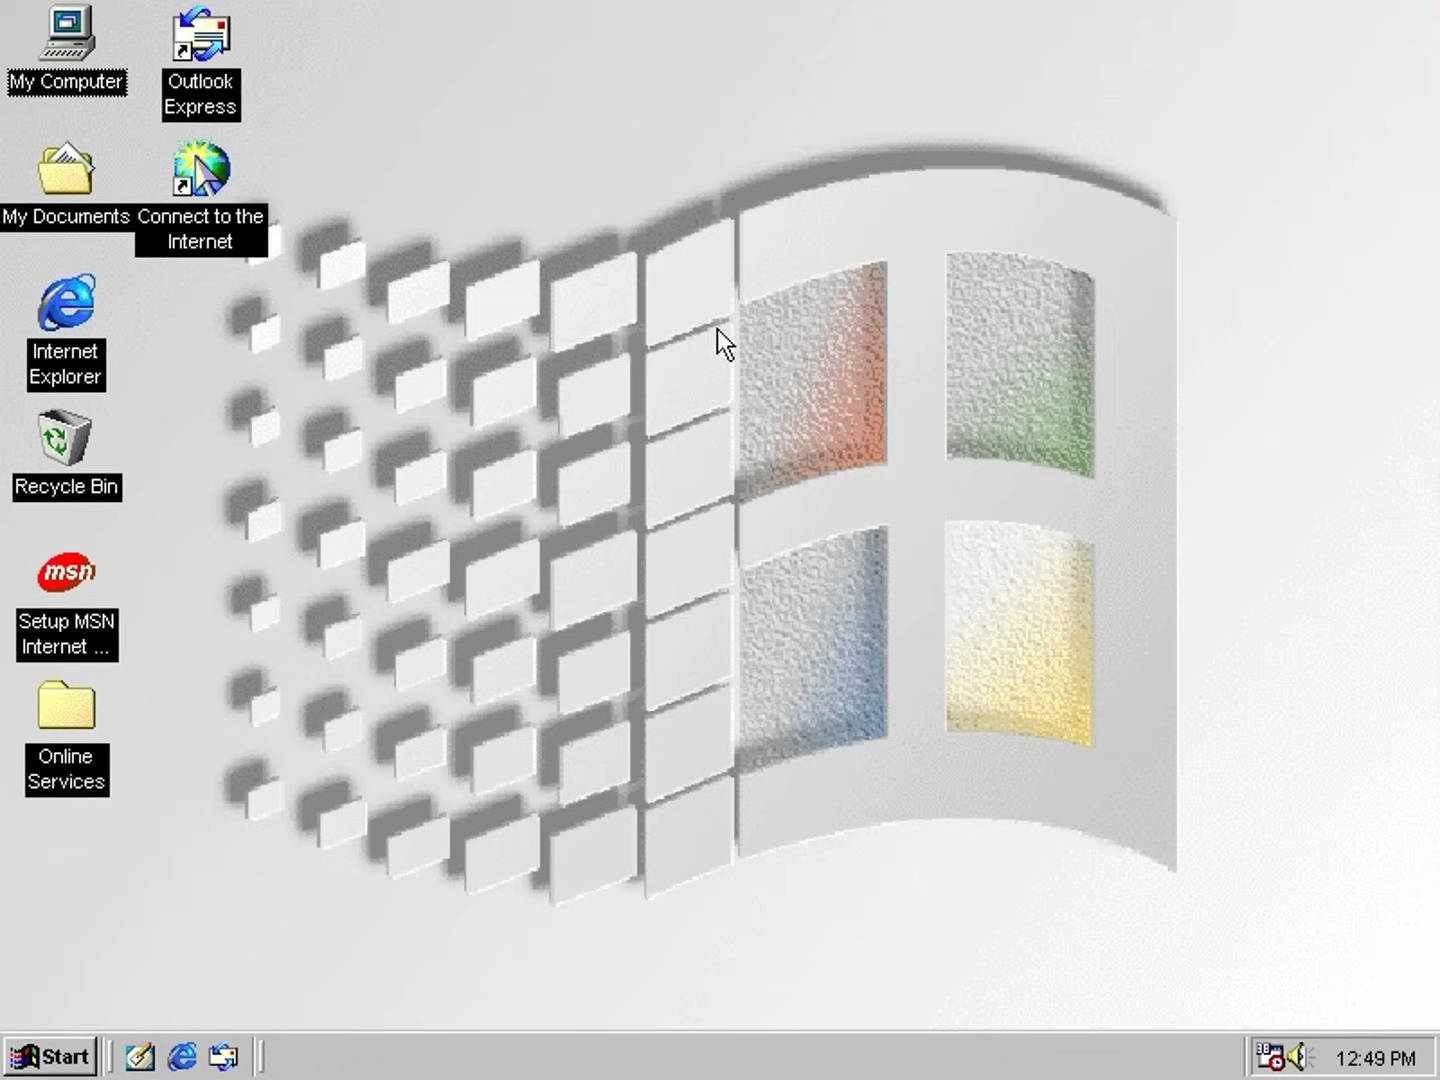 My Computer
Outlook
Express
My Documents
Connect to the
Internet
Internet
Explorer
Recycle Bin
msn
Setup MSN
Internet ...
Online
Services
Start
12:49 PM